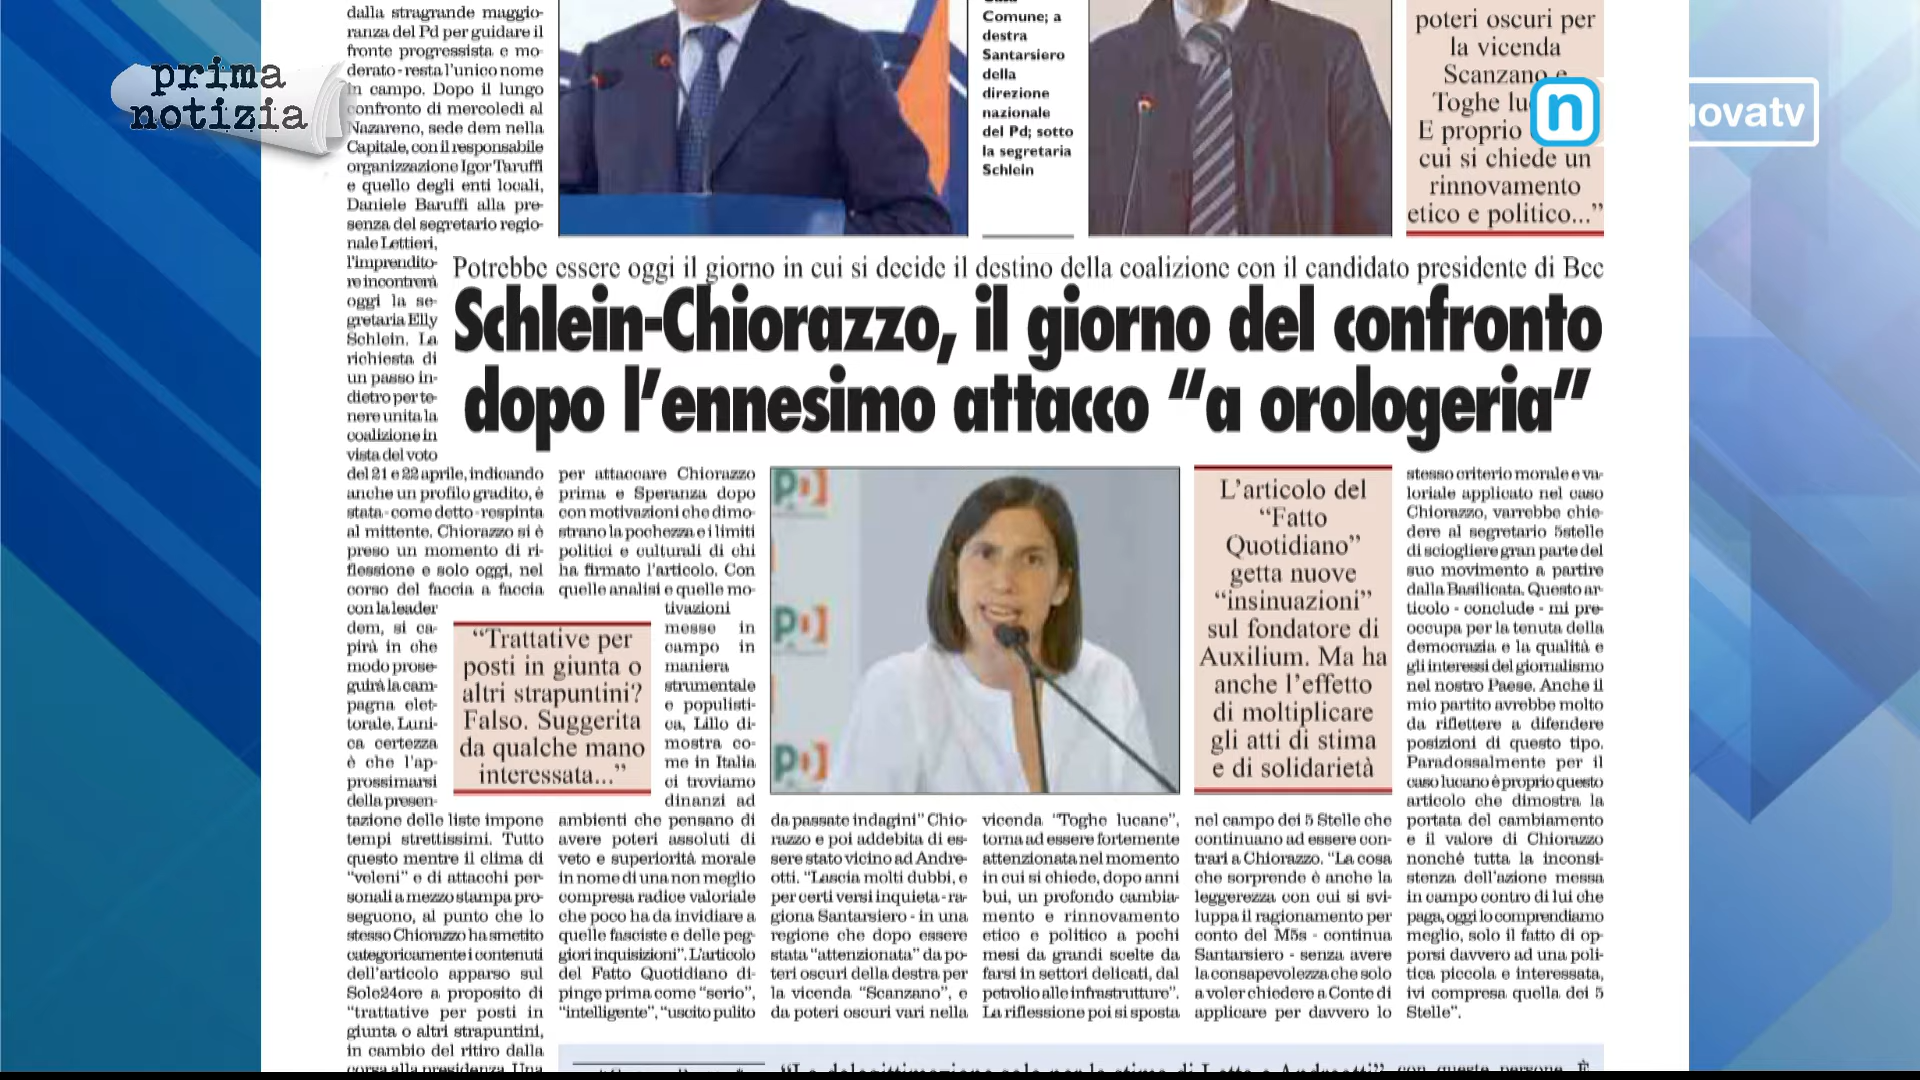 prima
notizia
novatv
dalla stragrande maggio-
ranza del Pd per guidare il
fronte progressista e mo-
derato - resta l'unico nome
in campo. Dopo il lungo
confronto di mercoledì al
Nazareno, sede dem nella
Capitale, con il responsabile
organizzazione Igor Taruffi
e quello degli enti locali,
Daniele Baruffi alla pre-
senza del segretario regio-
nale Lettieri,
l'imprendito-
re incontrerà
oggi la se-
gretaria Elly
Schlein. La
richiesta di
un passo in-
dietro per te-
nere unita la
coalizione in
vista del voto
del 21 e 22 aprile, indicando
anche un profilo gradito, è
stata - come detto - respinta
al mittente. Chiorazzo si è
preso un momento di ri-
flessione e solo oggi, nel
corso del faccia a faccia
con la leader
dem, si ca-
pirà in che
modo prose-
guirà la cam-
pagna elet-
torale. L'uni-
ca certezza
è che l'ap-
prossimarsi
della presen-
tazione delle liste impone
tempi strettissimi. Tutto
questo mentre il clima di
"veleni" e di attacchi per-
sonali a mezzo stampa pro-
seguono, al punto che lo
stesso Chiorazzo ha smetito
categoricamente i contenuti
dell'articolo apparso sul
Sole24ore a proposito di
"trattative per posti in
giunta o altri strapuntini,
in cambio del ritiro dalla
corsa alla presidenza. Una
Comune; a
destra
Santarsiero
della
direzione
nazionale
del Pd; sotto
la segretaria
Schlein
poteri oscuri per
la vicenda
Scanzano e
Toghe lu
E proprio
cui si chiede un
rinnovamento
etico e politico..."
Potrebbe essere oggi il giorno in cui si decide il destino della coalizione con il candidato presidente di Bcc
Schlein-Chiorazzo, il giorno del confronto
dopo l'ennesimo attacco "a orologeria"
per attaccare Chiorazzo
prima e Speranza dopo
con motivazioni che dimo-
strano la pochezza e i limiti
politici e culturali di chi
ha firmato l'articolo. Con
quelle analisi e quelle mo-
tivazioni
messe in
campo in
maniera
strumentale
e populisti-
ca, Lillo di-
mostra co-
me in Italia
ci troviamo
dinanzi ad
"Trattative per
posti in giunta o
altri strapuntini?
Falso. Suggerita
da qualche mano
interessata..."
ambienti che pensano di
avere poteri assoluti di
veto e superiorità morale
in nome di una non meglio
compresa radice valoriale
che poco ha da invidiare a
quelle fasciste e delle peg-
giori inquisizioni". L'articolo
del Fatto Quotidiano di-
pinge prima come "serio",
"intelligente", "uscito pulito
PD
PD
PD
da passate indagini" Chio-
razzo e poi addebita di es-
sere stato vicino ad Andre-
otti. "Lascia molti dubbi, e
per certi versi inquieta - ra-
giona Santarsiero - in una
regione che dopo essere
stata "attenzionata" da po-
teri oscuri della destra per
la vicenda "Scanzano", e
da poteri oscuri vari nella
vicenda "Toghe lucane",
torna ad essere fortemente
attenzionata nel momento
in cui si chiede, dopo anni
bui, un profondo cambia-
mento e rinnovamento
etico e politico a pochi
mesi da grandi scelte da
farsi in settori delicati, dal
petrolio alle infrastrutture".
La riflessione poi si sposta
L'articolo del
"Fatto
Quotidiano"
getta nuove
"insinuazioni"
sul fondatore di
Auxilium. Ma ha
anche l'effetto
di moltiplicare
gli atti di stima
e di solidarietà
nel campo dei 5 Stelle che
continuano ad essere con-
trari a Chiorazzo. "La cosa
che sorprende è anche la
leggerezza con cui si svi-
luppa il ragionamento per
conto del M5s - continua
Santarsiero - senza avere
la consapevolezza che solo
a voler chiedere a Conte di
applicare per davvero lo
stesso criterio morale e va-
loriale applicato nel caso
Chiorazzo, varrebbe chie-
dere al segretario 5stelle
di sciogliere gran parte del
suo movimento a partire
dalla Basilicata. Questo ar-
ticolo - conclude - mi pre-
occupa per la tenuta della
democrazia e la qualità e
gli interessi del giornalismo
nel nostro Paese. Anche il
mio partito avrebbe molto
da riflettere a difendere
posizioni di questo tipo.
Paradossalmente per il
caso lucano è proprio questo
articolo che dimostra la
portata del cambiamento
e il valore di Chiorazzo
nonché tutta la inconsi-
stenza dell'azione messa
in campo contro di lui che
paga, oggi lo comprendiamo
meglio, solo il fatto di op-
porsi davvero ad una poli-
tica piccola e interessata,
ivi compresa quella dei 5
Stelle".